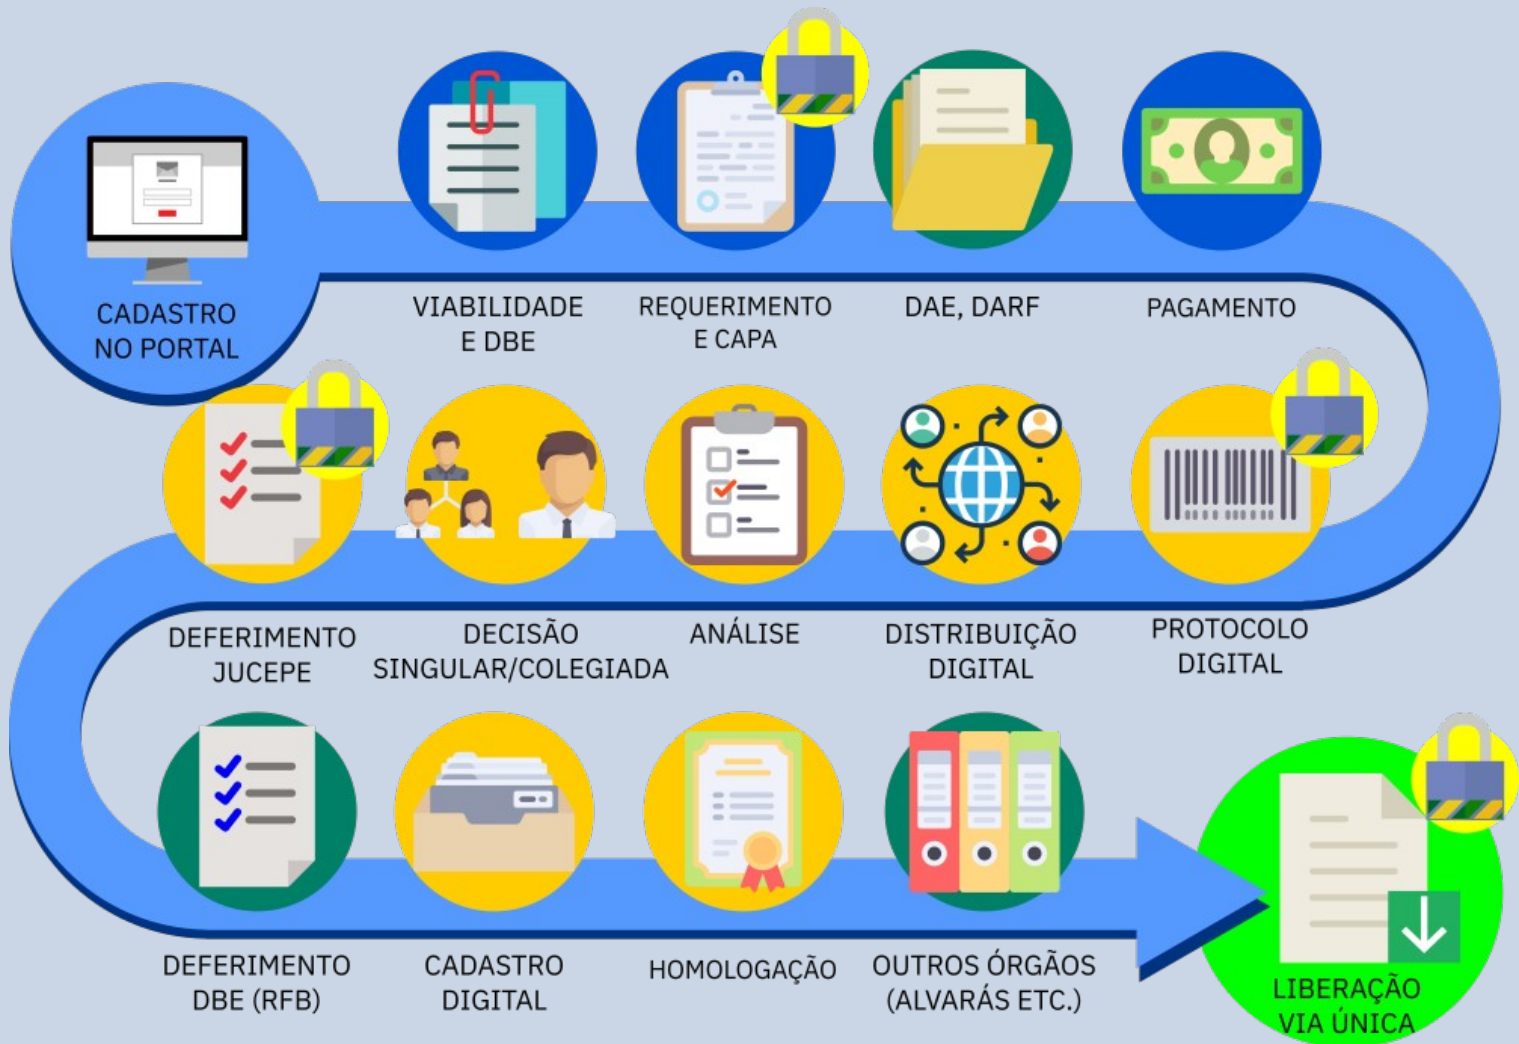 CADASTRO
NO PORTAL
VIABILIDADE
E DBE
REQUERIMENTO
E CAPA
DAE, DARF
PAGAMENTO
DEFERIMENTO
JUCEPE
DECISÃO
SINGULAR/COLEGIADA
ANÁLISE
DISTRIBUIÇÃO
DIGITAL
PROTOCOLO
DIGITAL
DEFERIMENTO
DBE (RFB)
CADASTRO
DIGITAL
HOMOLOGAÇÃO
OUTROS ÓRGÃOS
(ALVARÁS ETC.)
LIBERAÇÃO
VIA ÚNICA